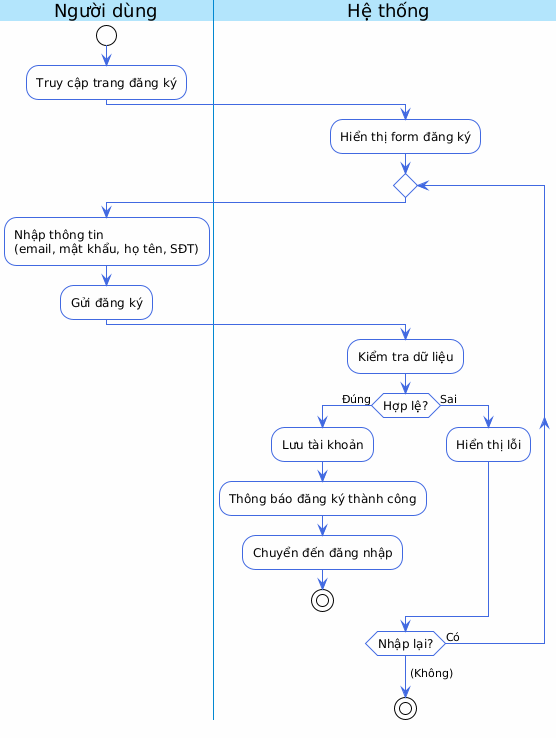 Người dùng
Hệ thống
Truy cập trang đăng ký
Hiển thị form đăng ký
Nhập thông tin
(email, mật khẩu, họ tên, SĐT)
Gửi đăng ký
Kiểm tra dữ liệu
Hợp lệ?
Đúng
Sai
Lưu tài khoản
Hiển thị lỗi
Thông báo đăng ký thành công
Chuyển đến đăng nhập
Nhập lại?
Có
(Không)